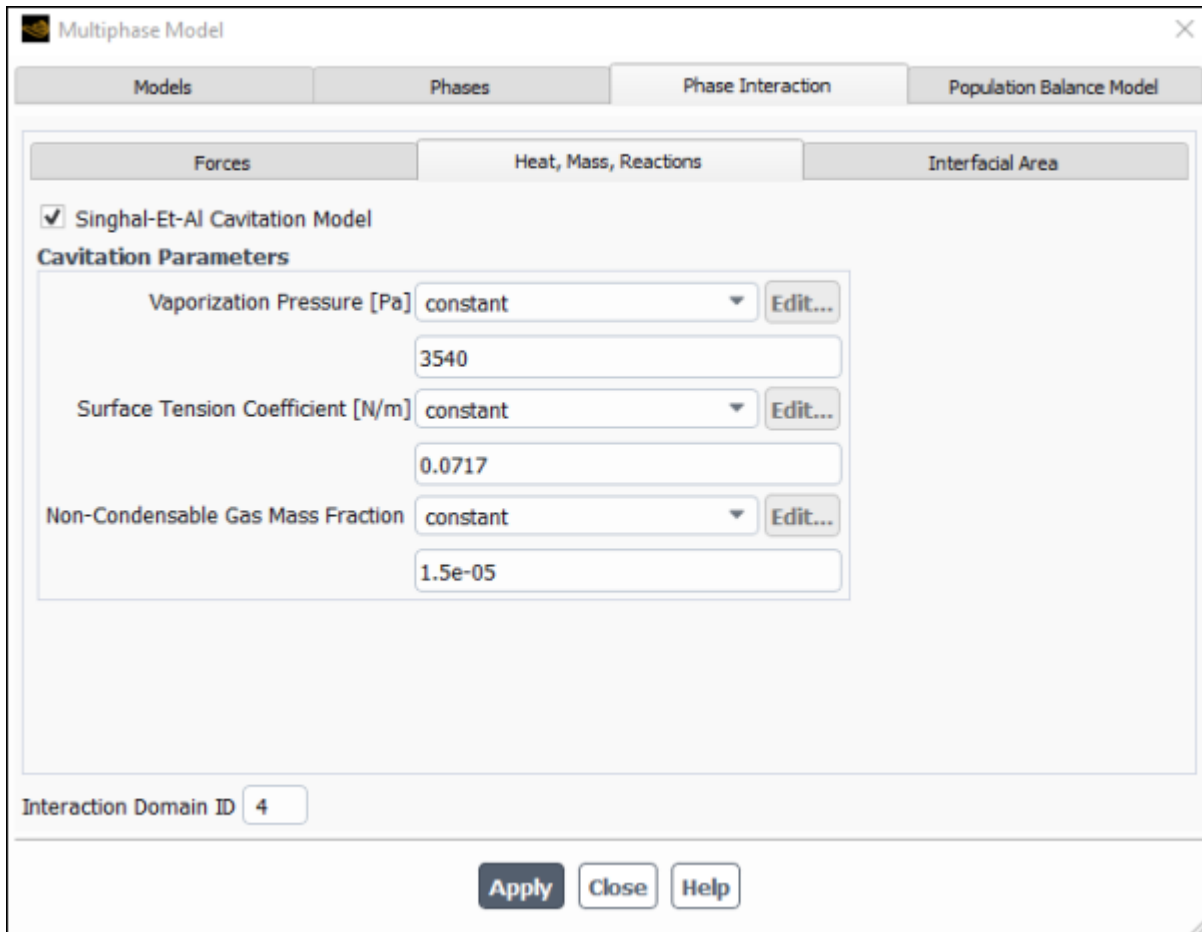 Multiphase Model
Models Phases Phase Interaction Population Balance Model
Forces Heat, Mass, Reactions Interfacial Area
Singhal-Et-Al Cavitation Model
Cavitation Parameters
Vaporization Pressure [Pa] constant Edit...
3540
Surface Tension Coefficient [N/m] constant Edit...
0.0717
Non-Condensable Gas Mass Fraction constant Edit...
1.5e-05
Interaction Domain ID 4
Apply Close Help